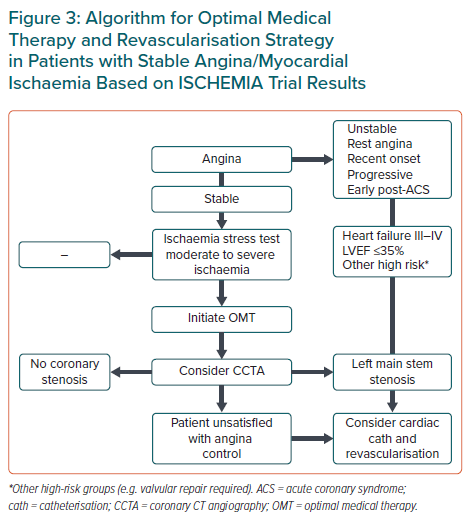 Figure 3: Algorithm for Optimal Medical
Therapy and Revascularisation Strategy
in Patients with Stable Angina/Myocardial
Ischaemia Based on ISCHEMIA Trial Results
Angina
Unstable
Rest angina
Recent onset
Progressive
Early post-ACS
Stable
–
Ischaemia stress test
moderate to severe
ischaemia
Heart failure III–IV
LVEF ≤35%
Other high risk*
Initiate OMT
No coronary
stenosis
Consider CCTA
Left main stem
stenosis
Patient unsatisfied
with angina
control
Consider cardiac
cath and
revascularisation
*Other high-risk groups (e.g. valvular repair required). ACS = acute coronary syndrome;
cath = catheterisation; CCTA = coronary CT angiography; OMT = optimal medical therapy.